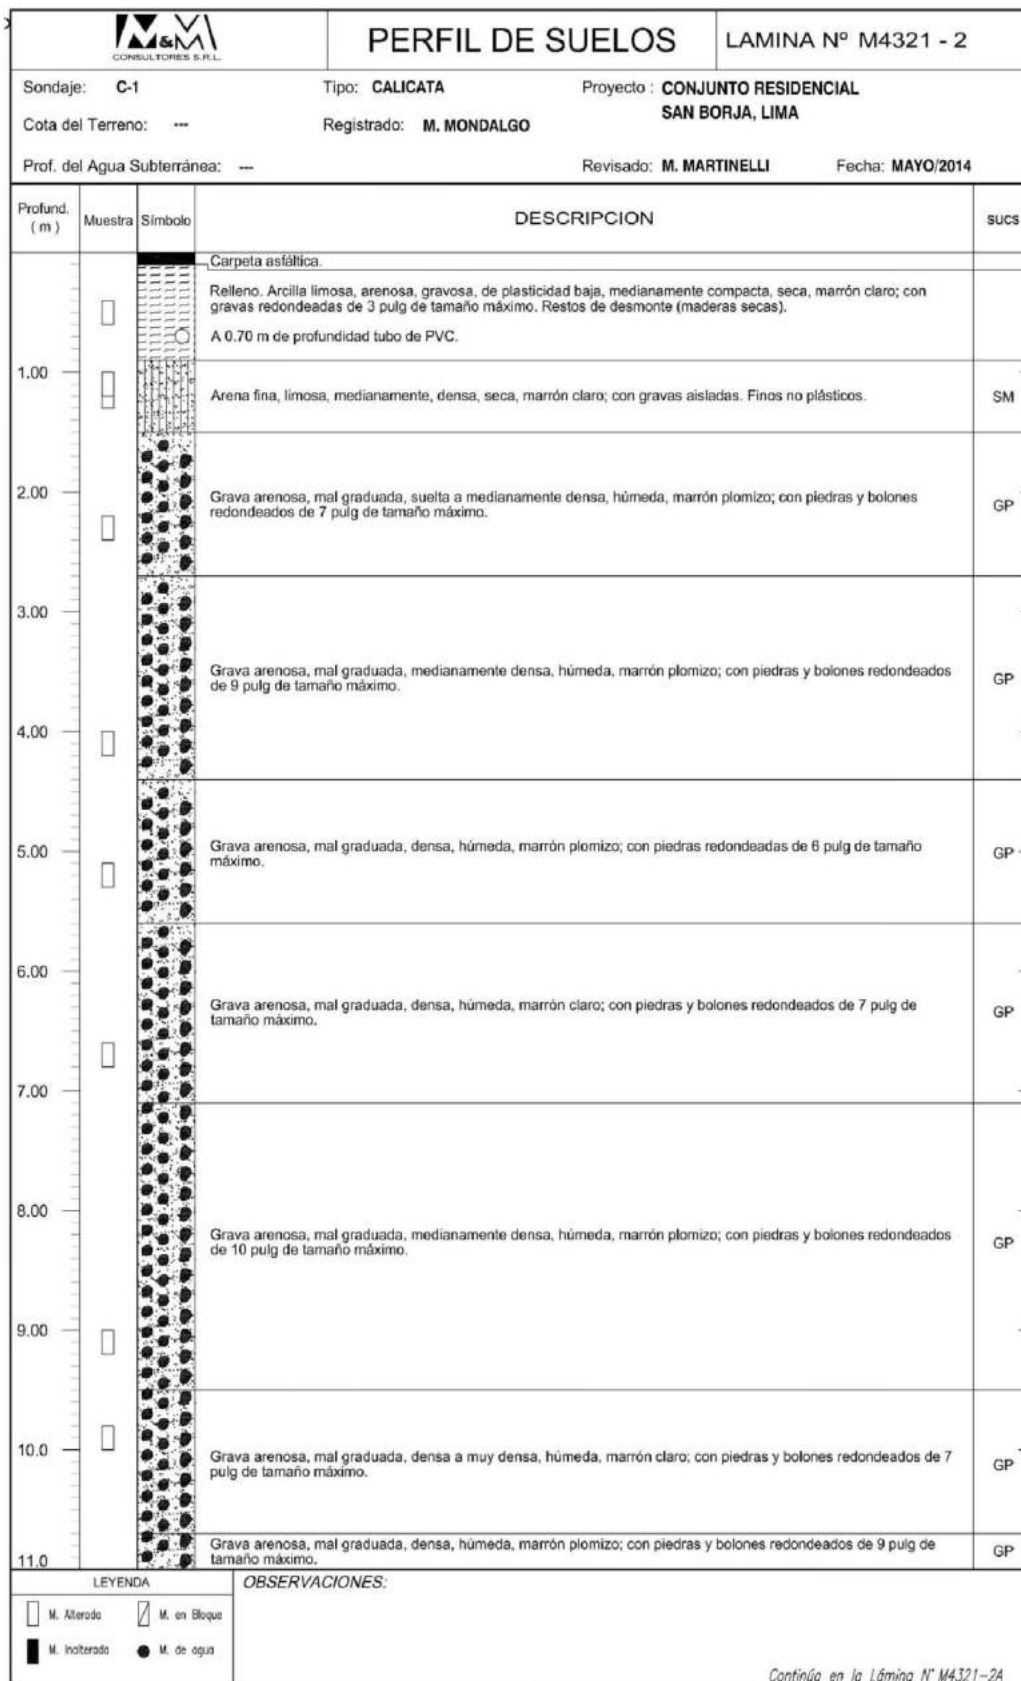 M&M
CONSULTORES S.R.L.
PERFIL DE SUELOS
LAMINA Nº M4321 - 2
Sondaje: C-1
Tipo: CALICATA
Proyecto : CONJUNTO RESIDENCIAL
SAN BORJA, LIMA
Cota del Terreno: ---
Registrado: M. MONDALGO
Prof. del Agua Subterránea: ---
Revisado: M. MARTINELLI
Fecha: MAYO/2014
Profund.
( m )
Muestra
Símbolo
DESCRIPCION
SUCS
Carpeta asfáltica.
Relleno. Arcilla limosa, arenosa, gravosa, de plasticidad baja, medianamente compacta, seca, marrón claro; con
gravas redondeadas de 3 pulg de tamaño máximo. Restos de desmonte (maderas secas).
A 0.70 m de profundidad tubo de PVC.
1.00
Arena fina, limosa, medianamente, densa, seca, marrón claro; con gravas aisladas. Finos no plásticos.
SM
2.00
Grava arenosa, mal graduada, suelta a medianamente densa, húmeda, marrón plomizo; con piedras y bolones
redondeados de 7 pulg de tamaño máximo.
GP
3.00
Grava arenosa, mal graduada, medianamente densa, húmeda, marrón plomizo; con piedras y bolones redondeados
de 9 pulg de tamaño máximo.
GP
4.00
5.00
Grava arenosa, mal graduada, densa, húmeda, marrón plomizo; con piedras redondeadas de 6 pulg de tamaño
máximo.
GP
6.00
Grava arenosa, mal graduada, densa, húmeda, marrón claro; con piedras y bolones redondeados de 7 pulg de
tamaño máximo.
GP
7.00
8.00
Grava arenosa, mal graduada, medianamente densa, húmeda, marrón plomizo; con piedras y bolones redondeados
de 10 pulg de tamaño máximo.
GP
9.00
10.0
Grava arenosa, mal graduada, densa a muy densa, húmeda, marrón claro; con piedras y bolones redondeados de 7
pulg de tamaño máximo.
GP
Grava arenosa, mal graduada, densa, húmeda, marrón plomizo; con piedras y bolones redondeados de 9 pulg de
tamaño máximo.
GP
11.0
LEYENDA
OBSERVACIONES:
M. Alterada
M. en Bloque
M. Inalterada
M. de agua
Continúa en la Lámina N° M4321-2A